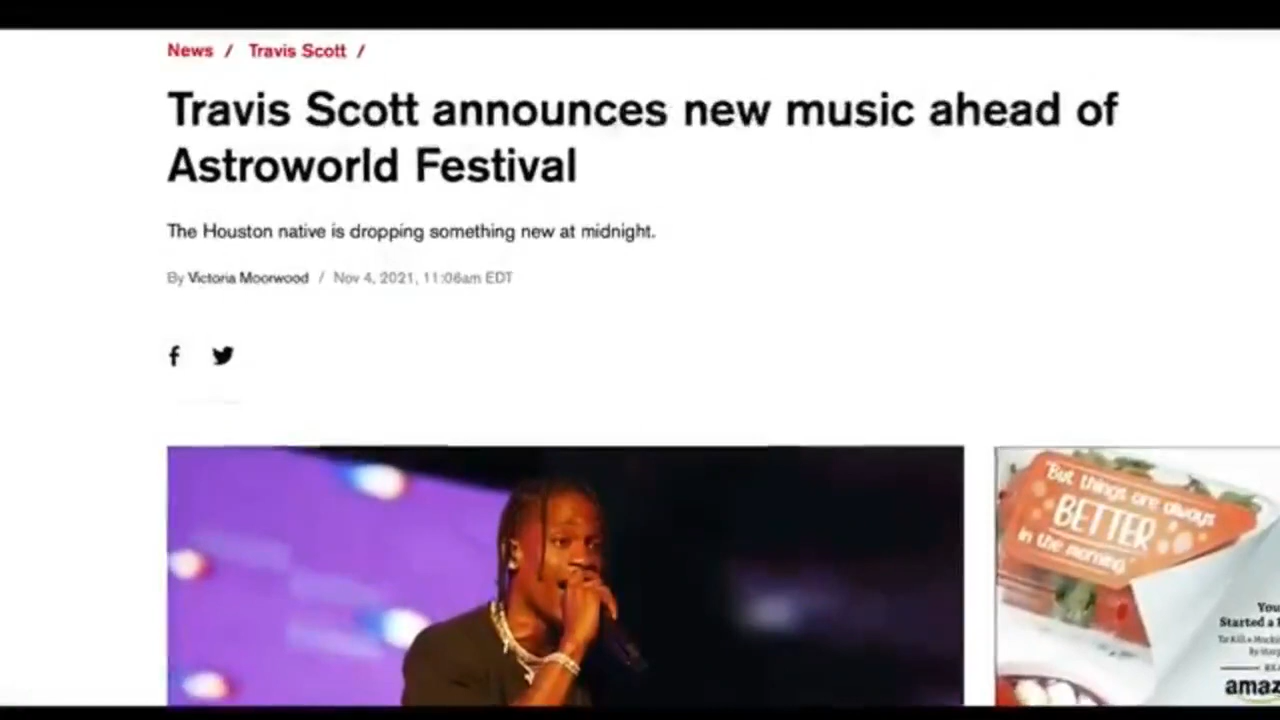 News / Travis Scott /
Travis Scott announces new music ahead of
Astroworld Festival
The Houston native is dropping something new at midnight.
By Victoria Moorwood / Nov 4, 2021, 11:06am EDT
"But things are always
BETTER
in the morning."
You
Started a
amaz